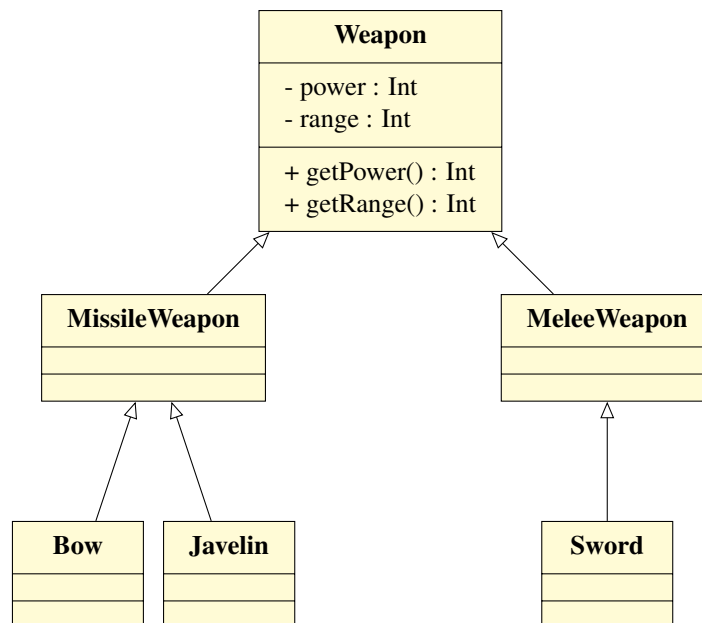 Weapon
- power : Int
- range : Int
+ getPower() : Int
+ getRange() : Int
MissileWeapon
MeleeWeapon
Bow
Javelin
Sword